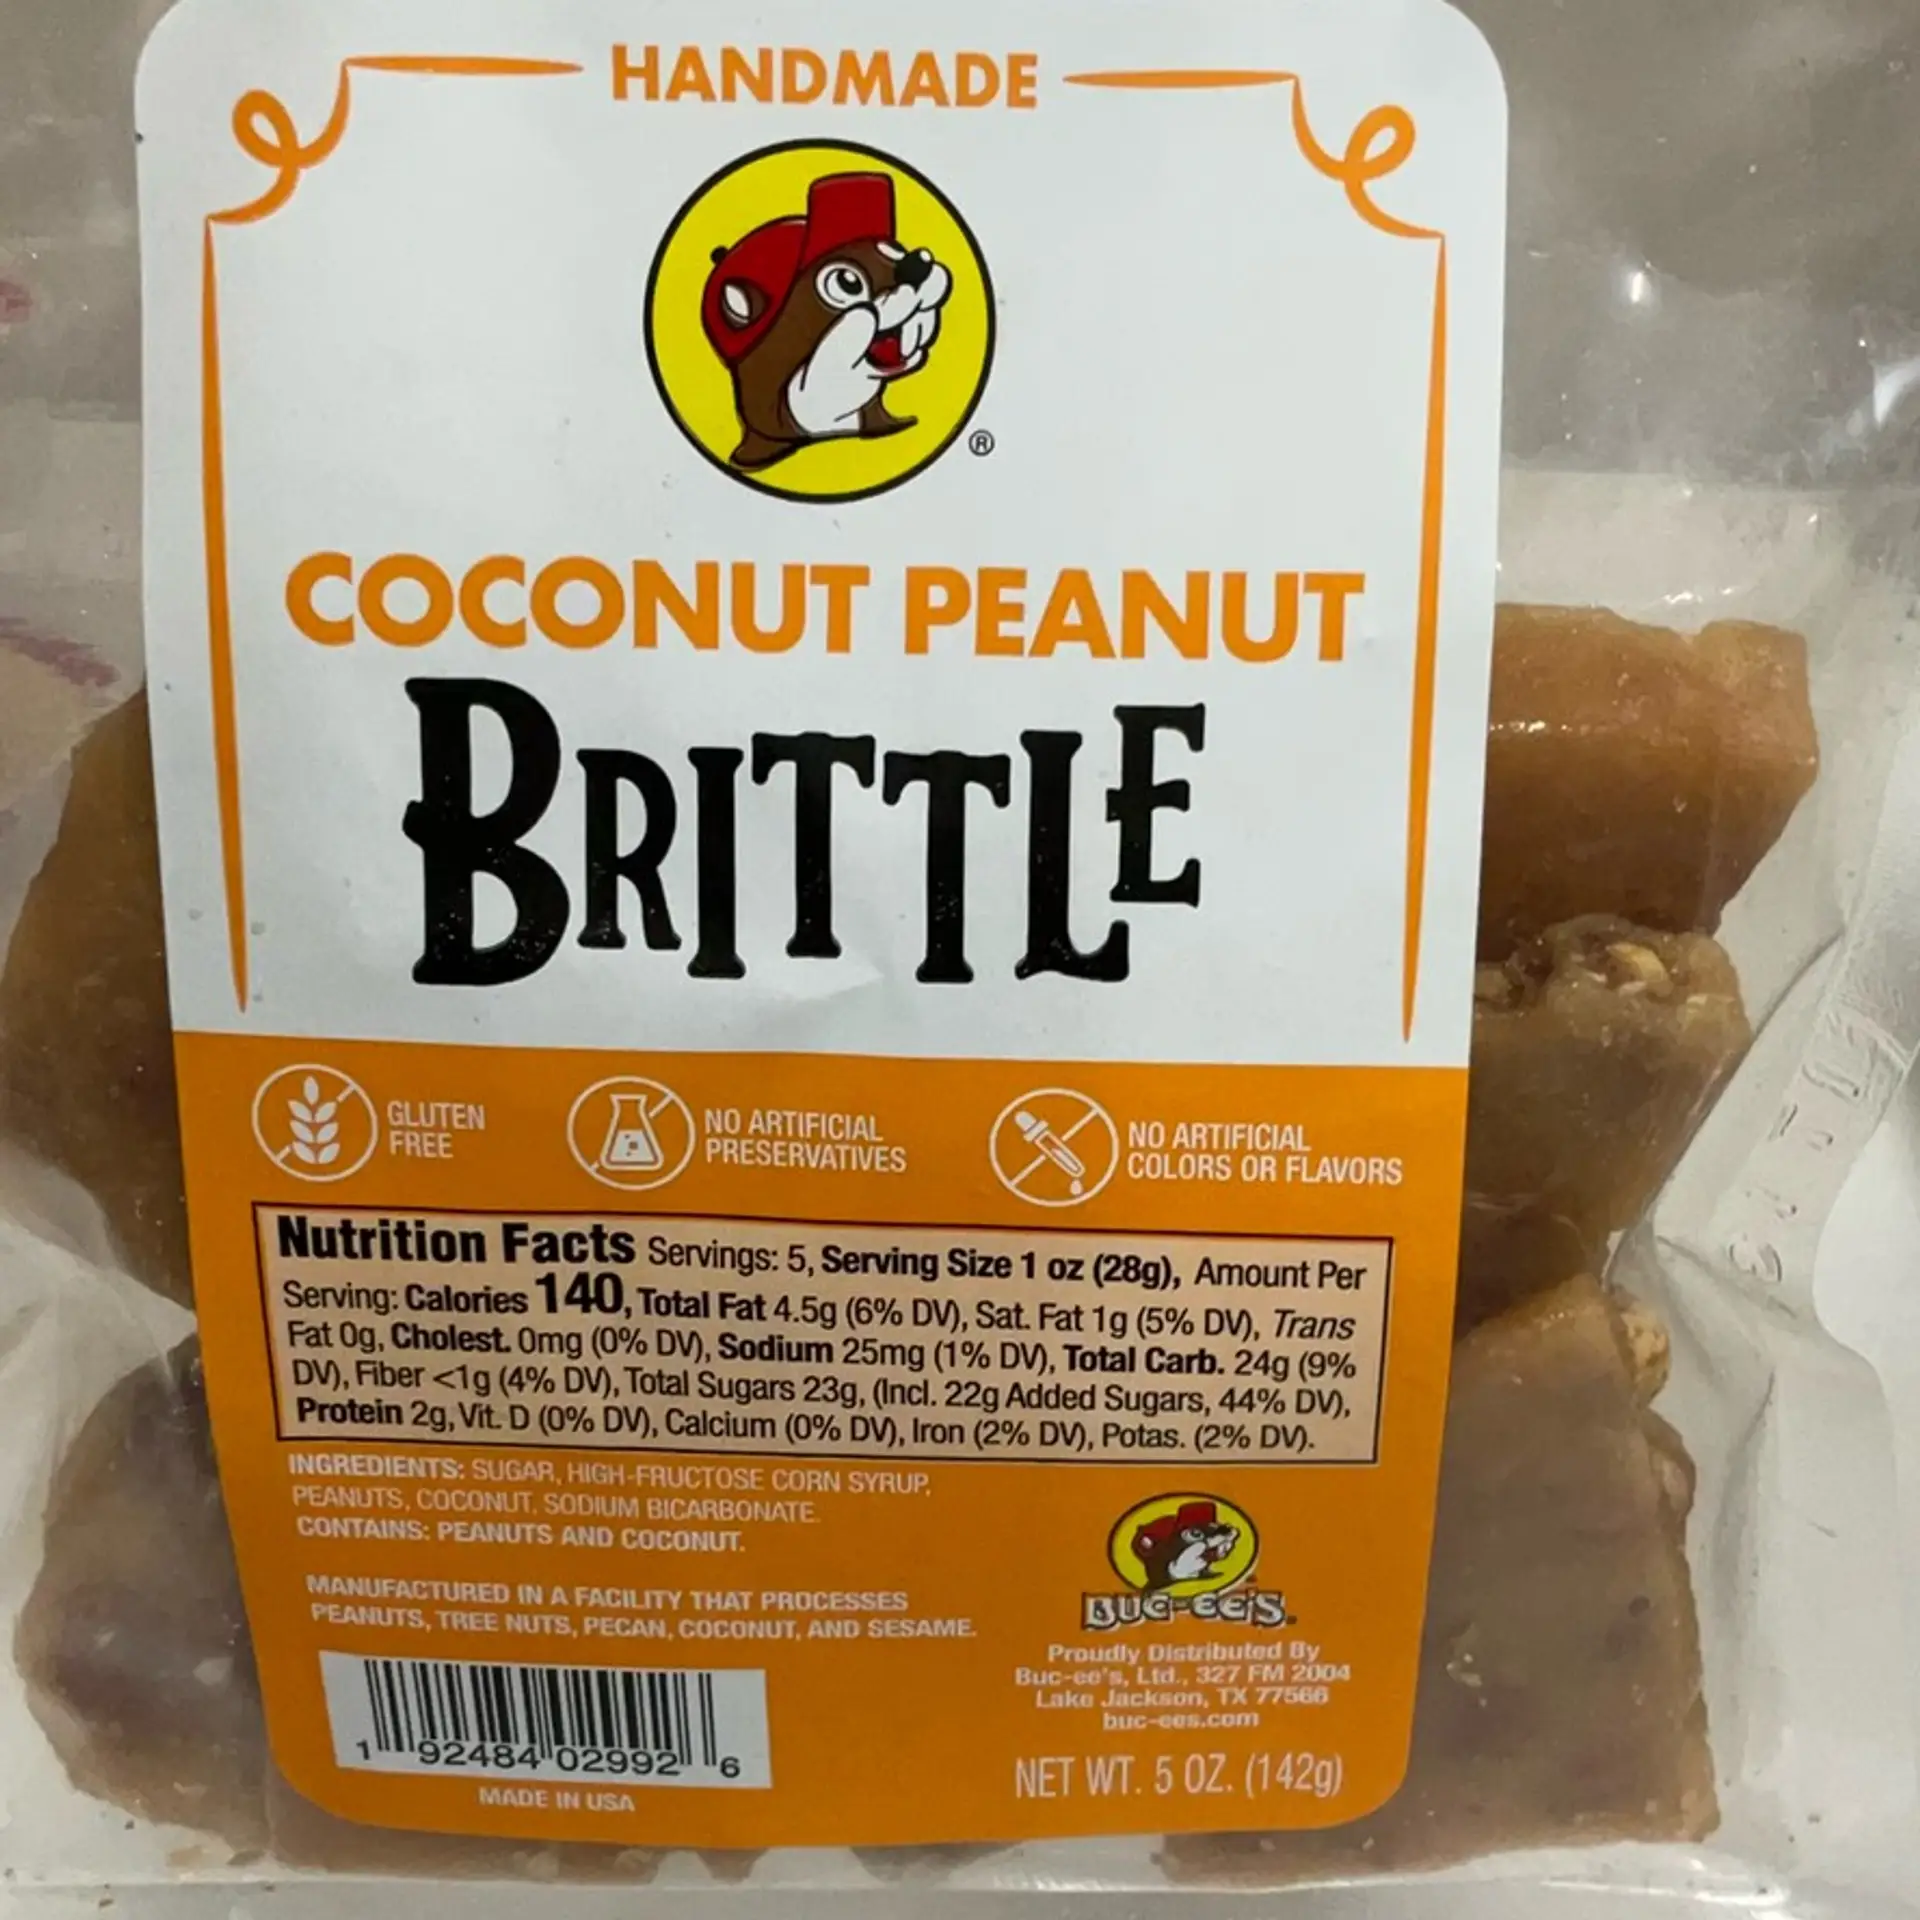 HANDMADE
®
COCONUT PEANUT
BRITTLE
GLUTEN
FREE
NO ARTIFICIAL
PRESERVATIVES
NO ARTIFICIAL
COLORS OR FLAVORS
Nutrition Facts Servings: 5, Serving Size 1 oz (28g), Amount Per
Serving: Calories 140, Total Fat 4.5g (6% DV), Sat. Fat 1g (5% DV), Trans
Fat 0g, Cholest. 0mg (0% DV), Sodium 25mg (1% DV), Total Carb. 24g (9%
DV), Fiber <1g (4% DV), Total Sugars 23g, (Incl. 22g Added Sugars, 44% DV),
Protein 2g, Vit. D (0% DV), Calcium (0% DV), Iron (2% DV), Potas. (2% DV).
INGREDIENTS: SUGAR, HIGH-FRUCTOSE CORN SYRUP,
PEANUTS, COCONUT, SODIUM BICARBONATE.
CONTAINS: PEANUTS AND COCONUT.
MANUFACTURED IN A FACILITY THAT PROCESSES
PEANUTS, TREE NUTS, PECAN, COCONUT, AND SESAME.
1 92484 02992 6
MADE IN USA
BUC-EE'S.
Proudly Distributed By
Buc-ee's, Ltd., 327 FM 2004
Lake Jackson, TX 77566
buc-ees.com
NET WT. 5 OZ. (142g)